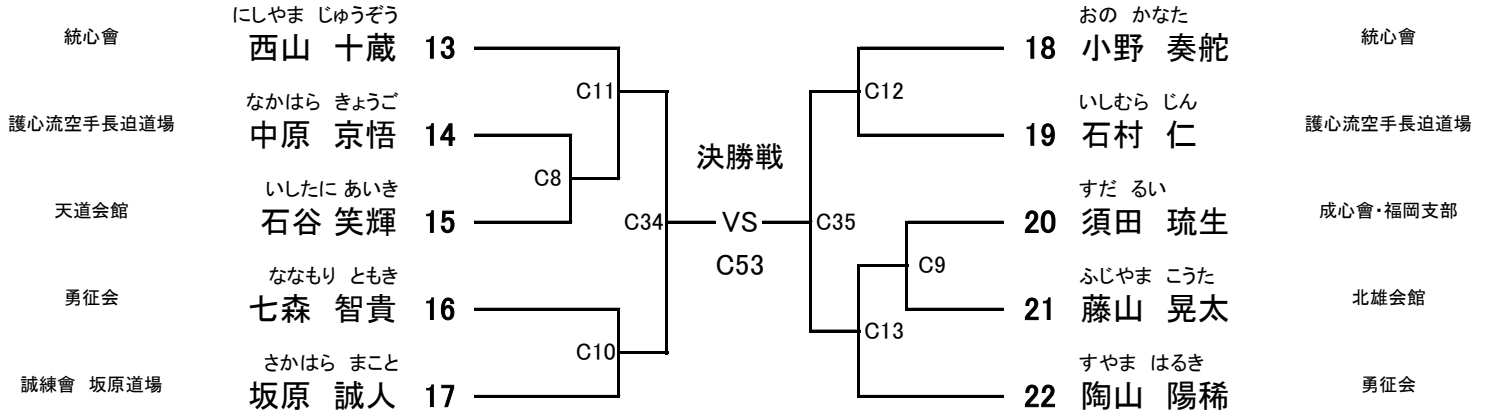 にしやま じゅうぞう
統心會 西山 十蔵 13
C11
なかはら きょうご
護心流空手長迫道場 中原 京悟 14
C8
いしたに あいき
天道会館 石谷 笑輝 15
C34
ななもり ともき
勇征会 七森 智貴 16
C10
さかはら まこと
誠練會 坂原道場 坂原 誠人 17
決勝戦
VS
C53
おの かなた
18 小野 奏舵 統心會
C12
いしむら じん
19 石村 仁 護心流空手長迫道場
C35
すだ るい
20 須田 琉生 成心會・福岡支部
C9
ふじやま こうた
21 藤山 晃太 北雄会館
C13
すやま はるき
22 陶山 陽稀 勇征会